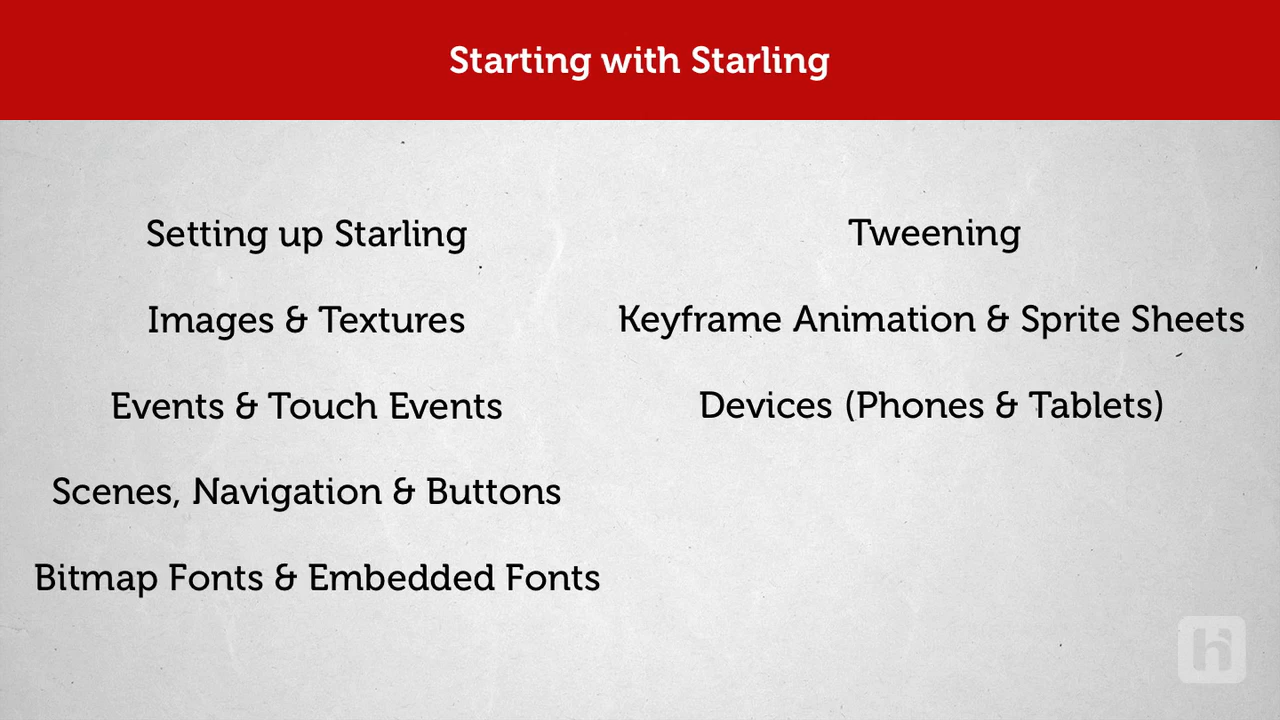 Starting with Starling
Setting up Starling
Images & Textures
Events & Touch Events
Scenes, Navigation & Buttons
Bitmap Fonts & Embedded Fonts
Tweening
Keyframe Animation & Sprite Sheets
Devices (Phones & Tablets)
h